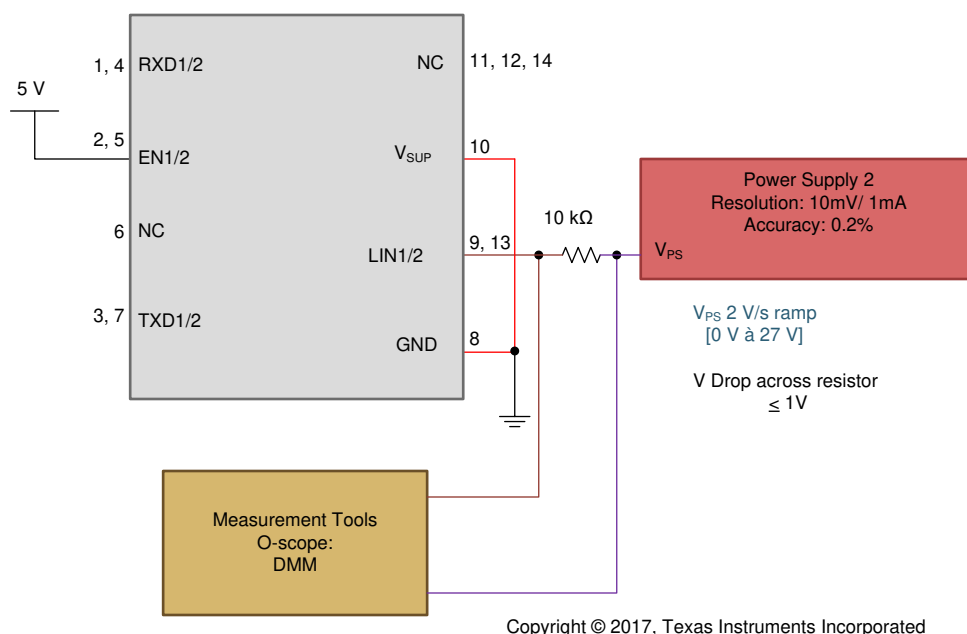 1, 4
RXD1/2
NC
11, 12, 14
5 V
2, 5
EN1/2
VSUP
10
6
NC
LIN1/2
9, 13
10 kΩ
3, 7
TXD1/2
GND
8
Power Supply 2
Resolution: 10mV/ 1mA
Accuracy: 0.2%
VPS
VPS 2 V/s ramp
[0 V à 27 V]
V Drop across resistor
≤ 1V
Measurement Tools
O-scope:
DMM
Copyright © 2017, Texas Instruments Incorporated